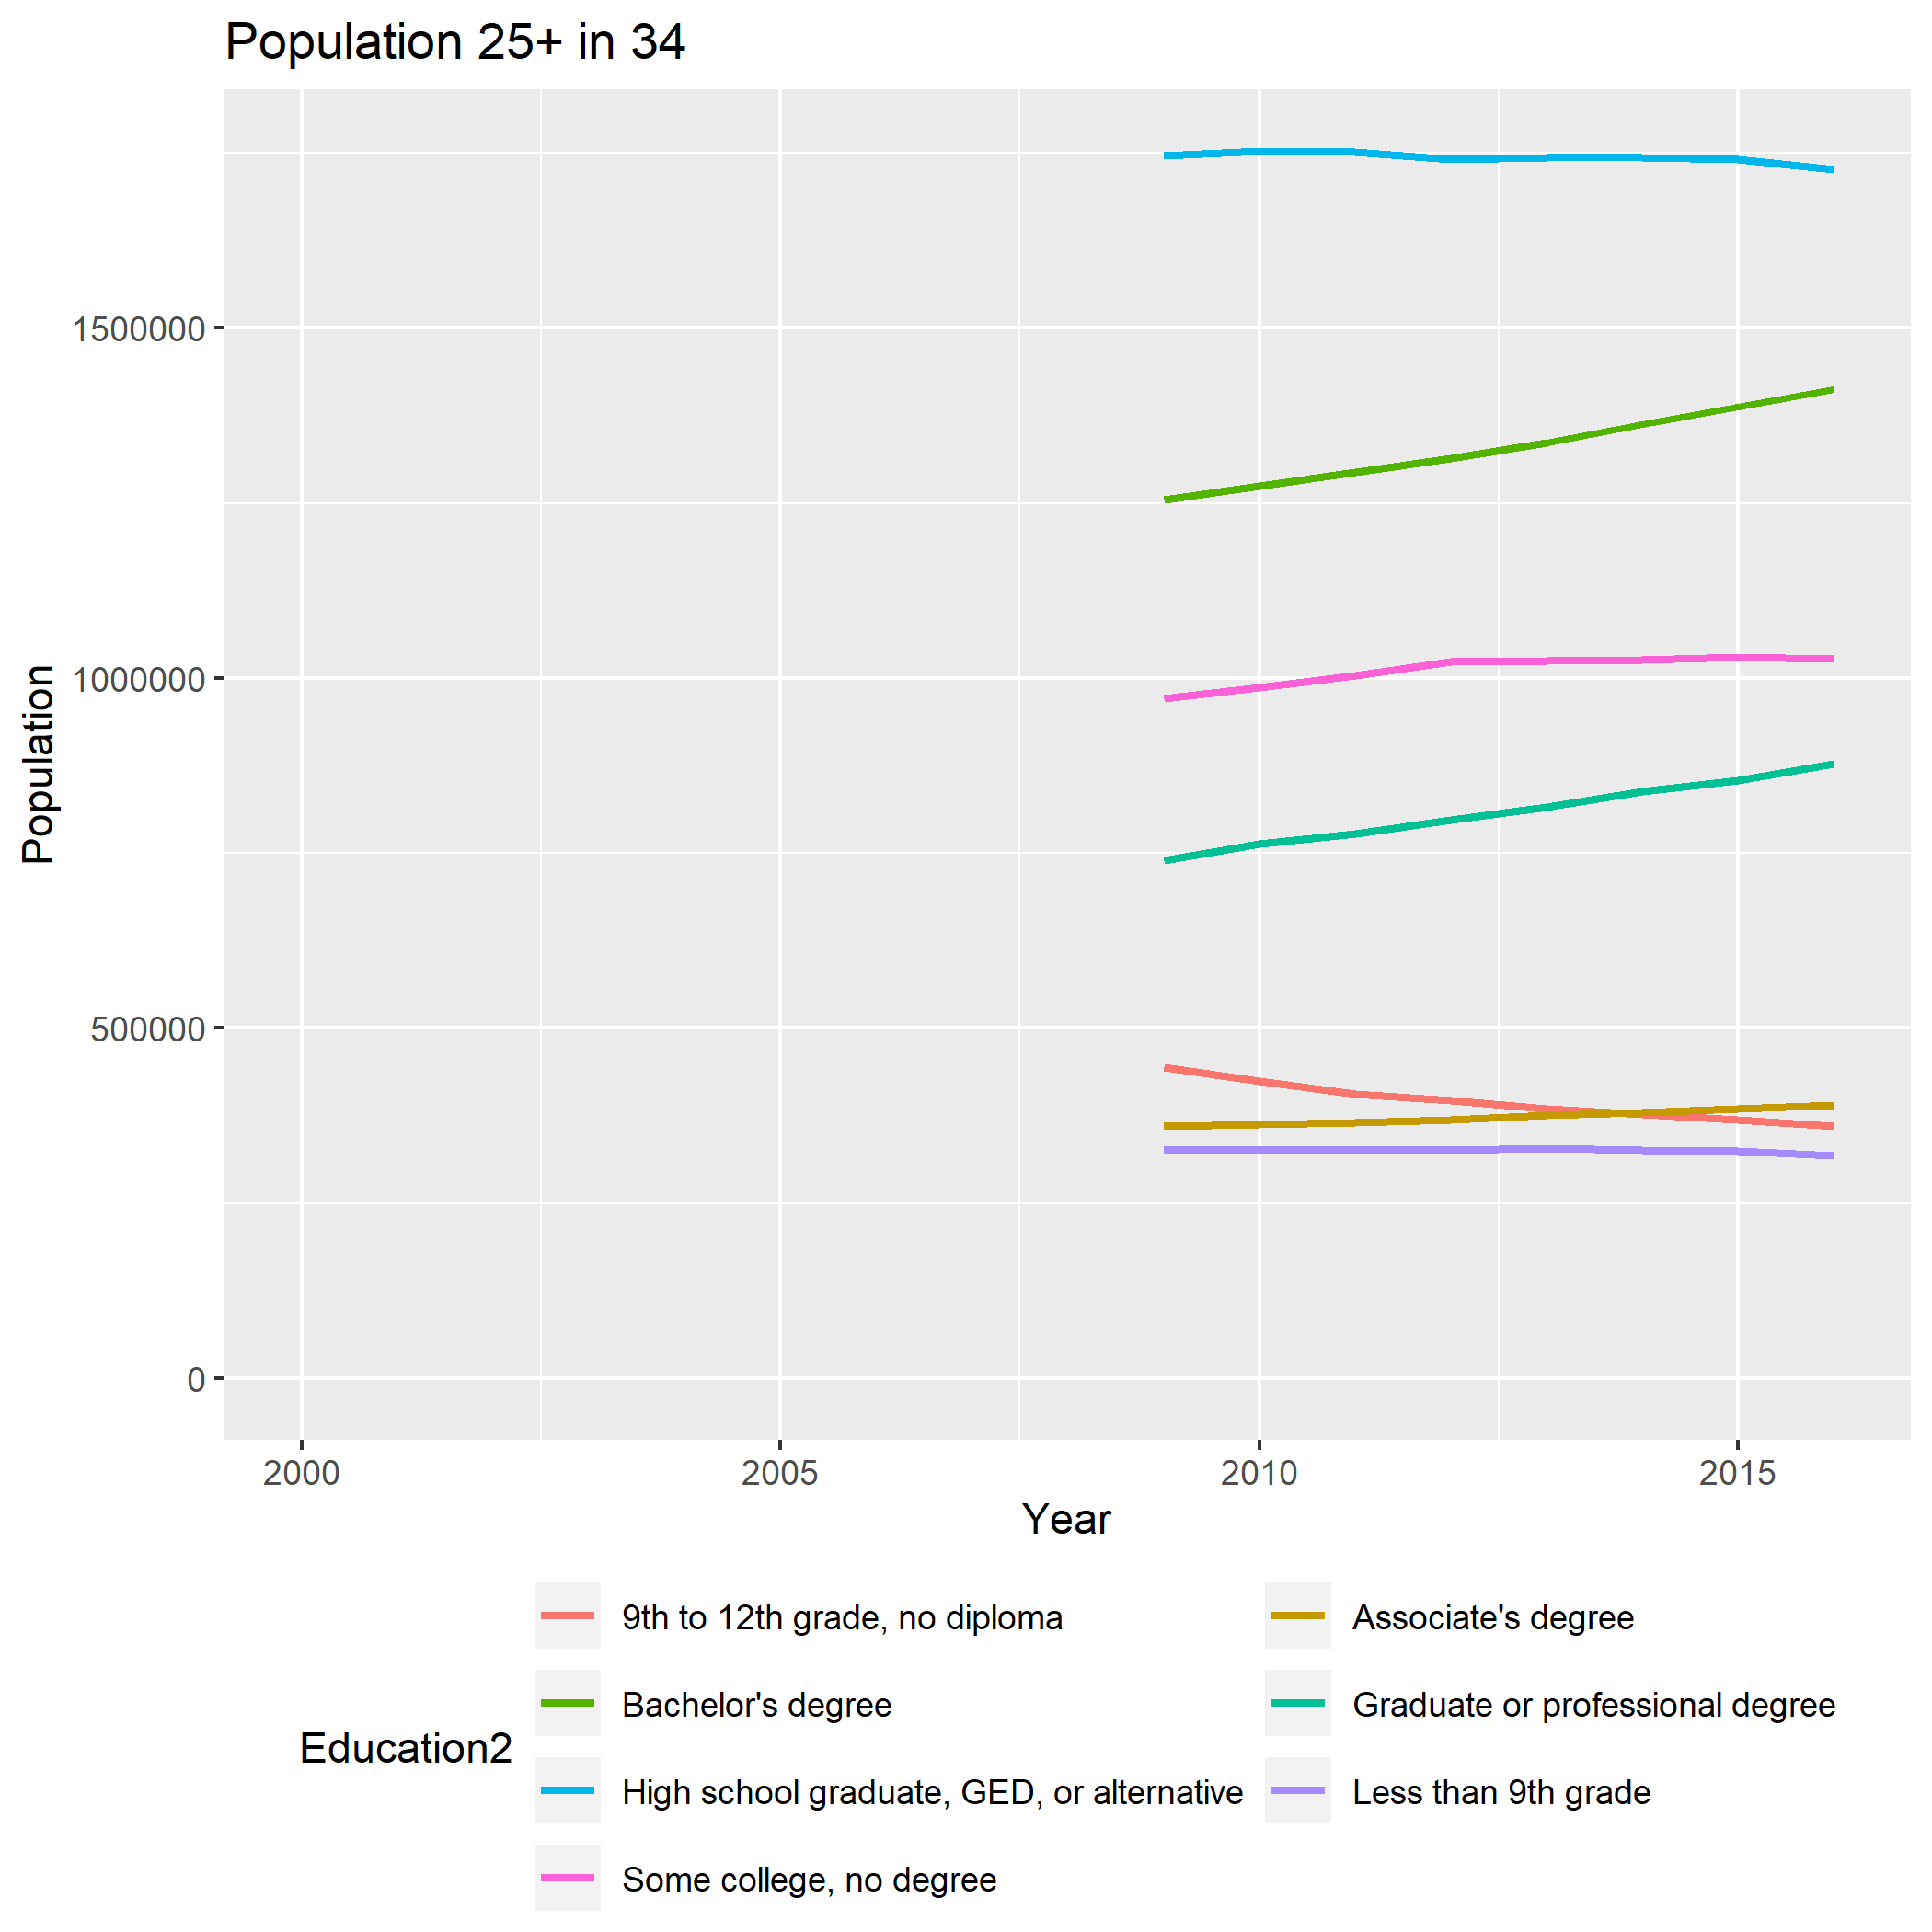 Population 25+ in 34
Population
1500000
1000000
500000
0
2000 2005 2010 2015
Year
Education2
9th to 12th grade, no diploma
Bachelor's degree
High school graduate, GED, or alternative
Some college, no degree
Associate's degree
Graduate or professional degree
Less than 9th grade